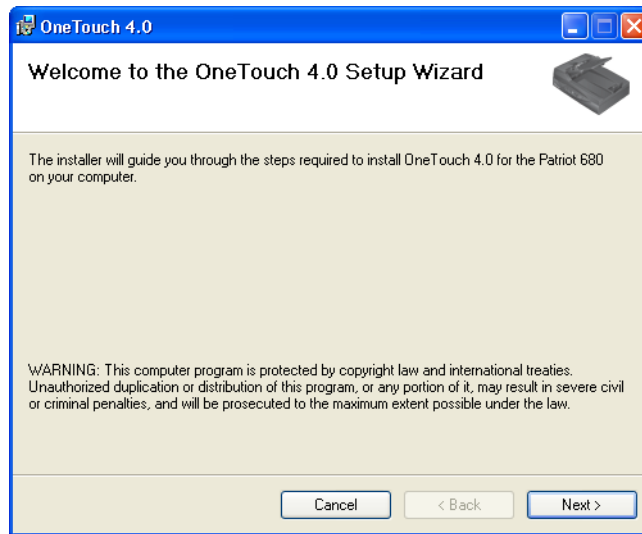 OneTouch 4.0
Welcome to the OneTouch 4.0 Setup Wizard
The installer will guide you through the steps required to install OneTouch 4.0 for the Patriot 680
on your computer.
WARNING: This computer program is protected by copyright law and international treaties.
Unauthorized duplication or distribution of this program, or any portion of it, may result in severe civil
or criminal penalties, and will be prosecuted to the maximum extent possible under the law.
Cancel
< Back
Next >